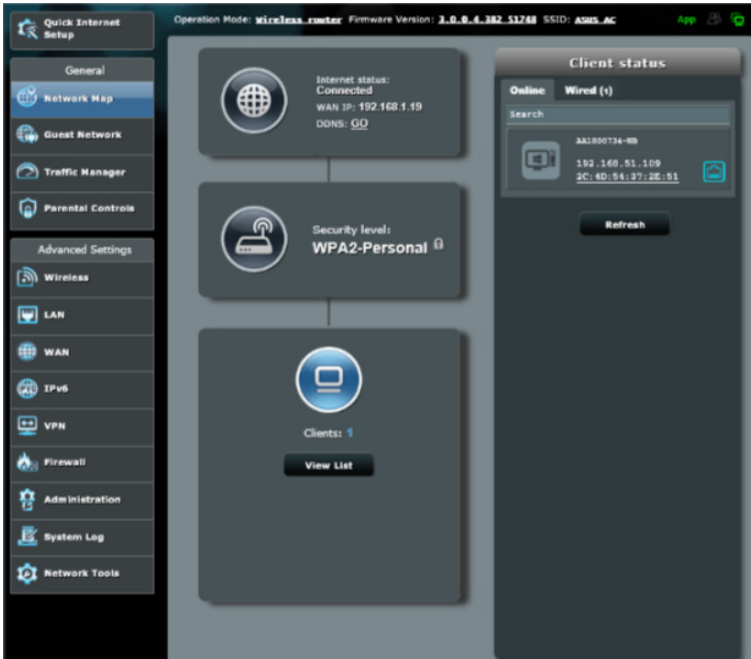 Quick Internet
Setup
Operation Mode: Wireless router Firmware Version: 3.0.0.4.382_51748 SSID: ASUS_AC
App
General
Network Map
Guest Network
Traffic Manager
Parental Controls
Advanced Settings
Wireless
LAN
WAN
IPv6
VPN
Firewall
Administration
System Log
Network Tools
Internet status:
Connected
WAN IP: 192.168.1.19
DDNS: GO
Security level:
WPA2-Personal
Clients: 1
View List
Client status
Online Wired (1)
Search
AA1800734-NB
192.168.51.109
2C:4D:54:37:2E:51
Refresh